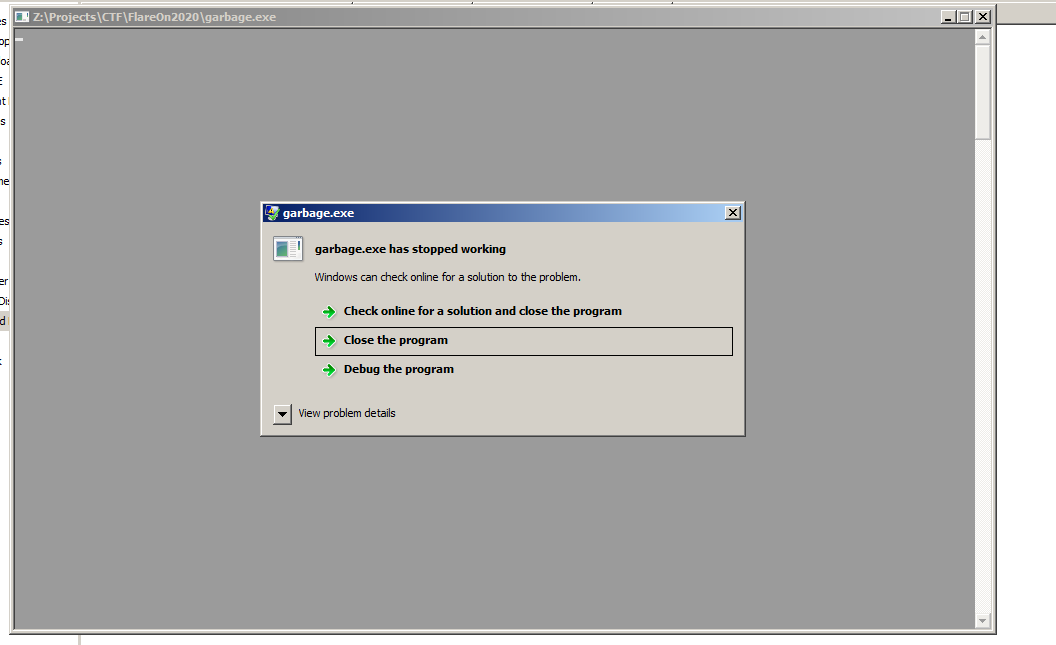 Z:\Projects\CTF\FlareOn2020\garbage.exe
garbage.exe
garbage.exe has stopped working
Windows can check online for a solution to the problem.
Check online for a solution and close the program
Close the program
Debug the program
View problem details